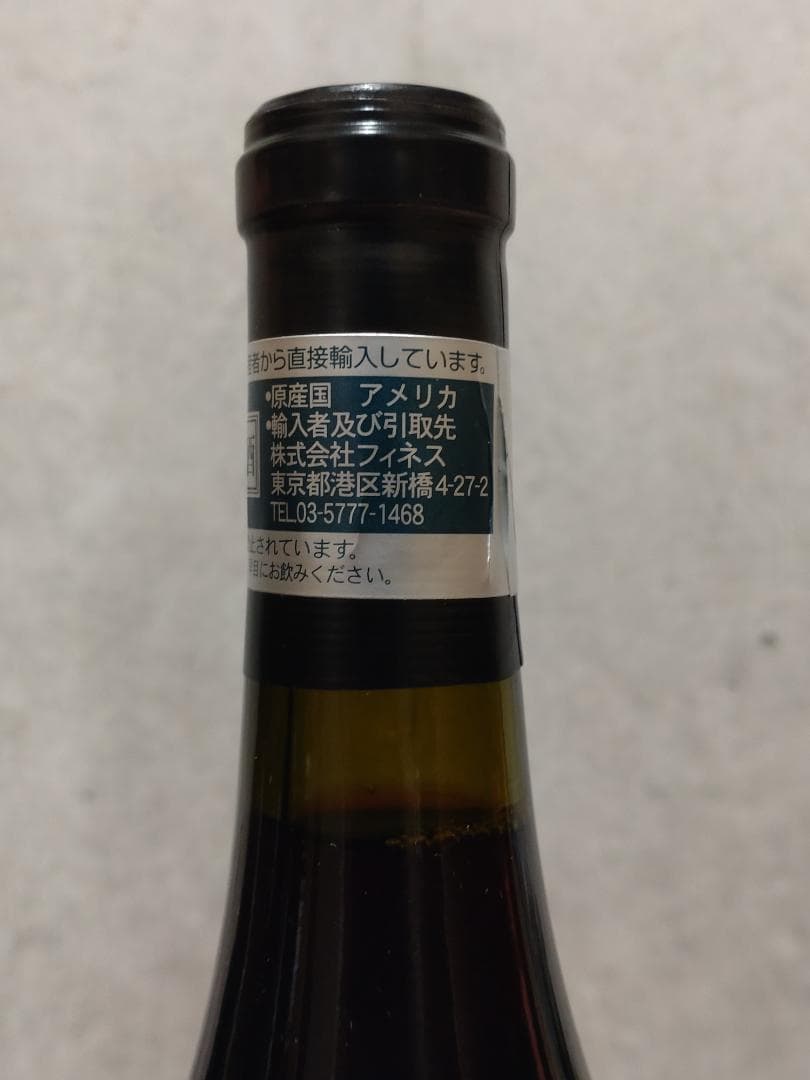 産者から直接輸入しています。
•原産国 アメリカ
•輸入者及び引取先
株式会社フィネス
東京都港区新橋4-27-2
TEL.03-5777-1468
止されています。
目にお飲みください。